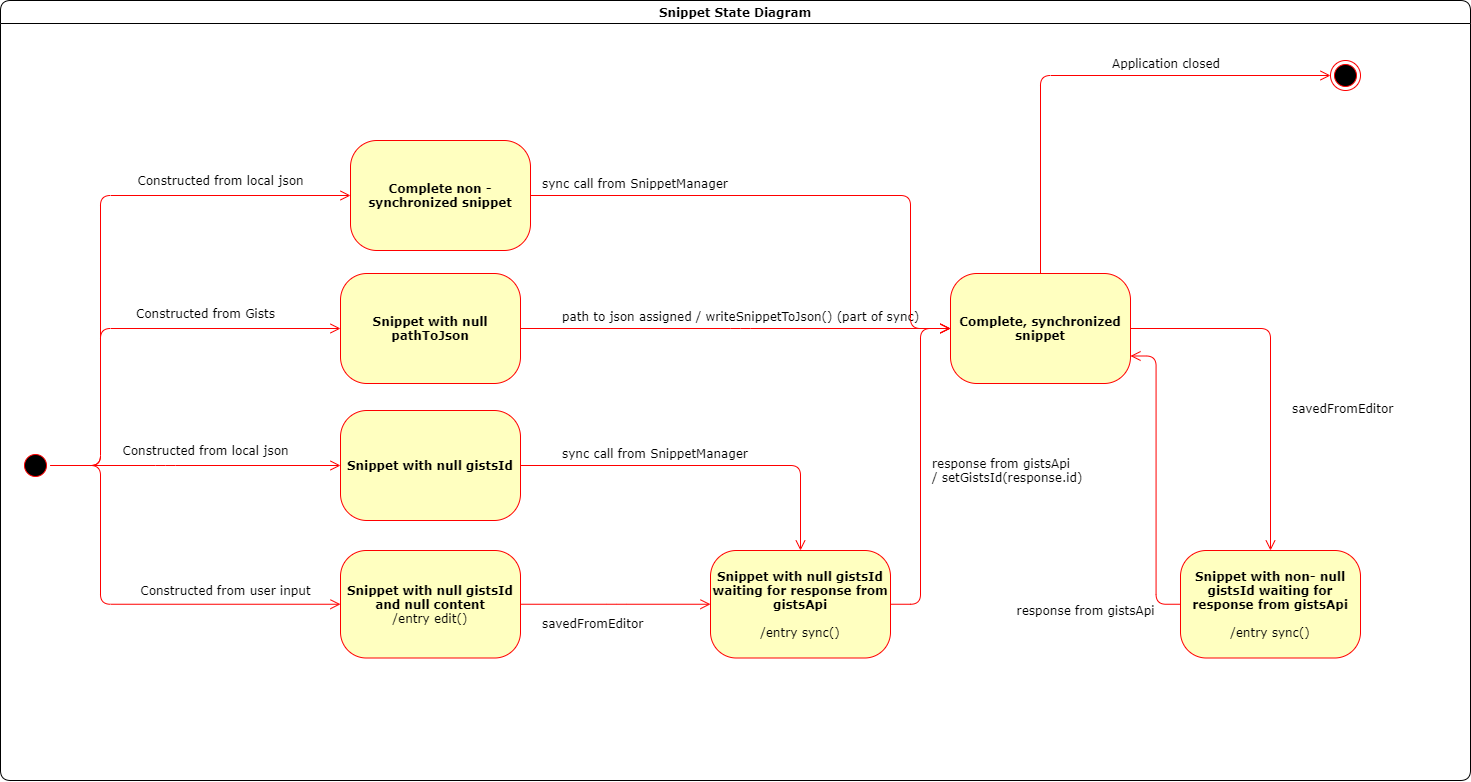 Snippet State Diagram
Application closed
Constructed from local json
Complete non -
synchronized snippet
sync call from SnippetManager
Constructed from Gists
Snippet with null
pathToJson
path to json assigned / writeSnippetToJson() (part of sync)
Complete, synchronized
snippet
savedFromEditor
Constructed from local json
Snippet with null gistsId
sync call from SnippetManager
response from gistsApi
/ setGistsId(response.id)
Constructed from user input
Snippet with null gistsId
and null content
/entry edit()
savedFromEditor
Snippet with null gistsId
waiting for response from
gistsApi
/entry sync()
response from gistsApi
Snippet with non- null
gistsId waiting for
response from gistsApi
/entry sync()